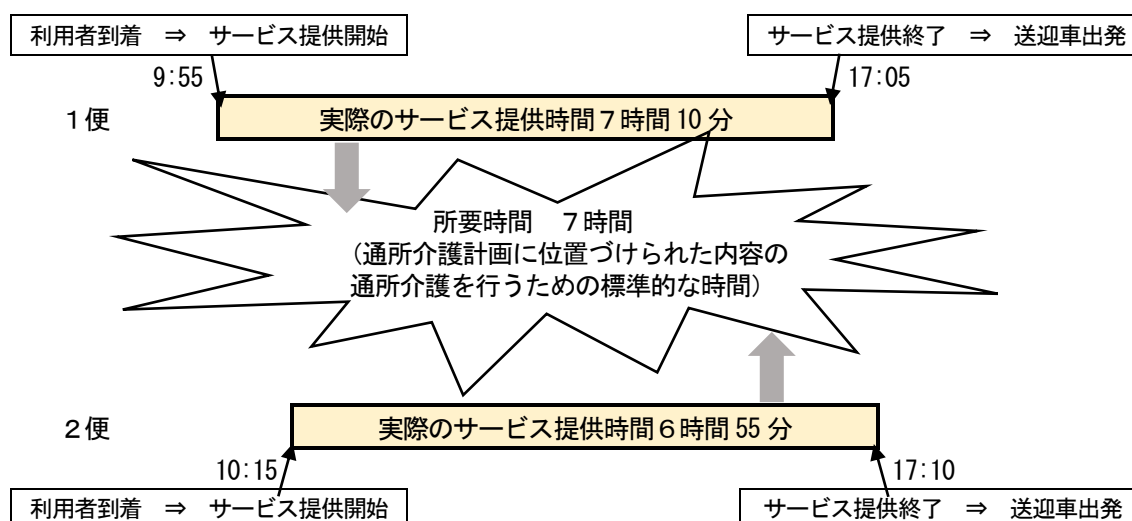 利用者到着　⇒　サービス提供開始
サービス提供終了　⇒　送迎車出発
9:55
17:05
１便
実際のサービス提供時間７時間 10 分
所要時間　７時間
（通所介護計画に位置づけられた内容の
通所介護を行うための標準的な時間）
２便
実際のサービス提供時間６時間 55 分
10:15
17:10
利用者到着　⇒　サービス提供開始
サービス提供終了　⇒　送迎車出発